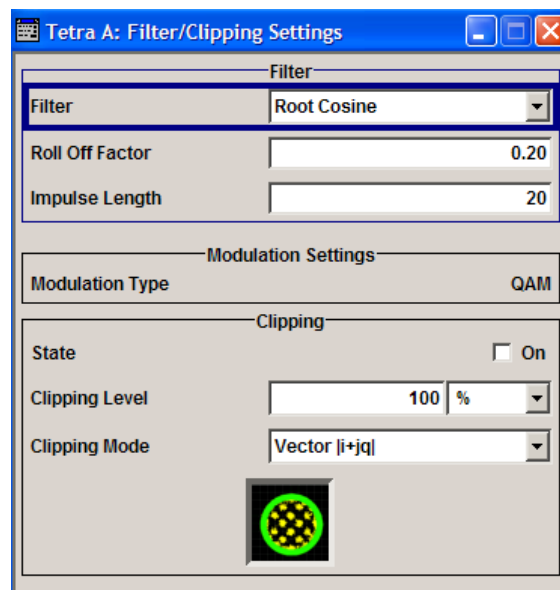 Tetra A: Filter/Clipping Settings
Filter
Filter Root Cosine
Roll Off Factor 0.20
Impulse Length 20
Modulation Settings
Modulation Type QAM
Clipping
State On
Clipping Level 100 %
Clipping Mode Vector |i+jq|